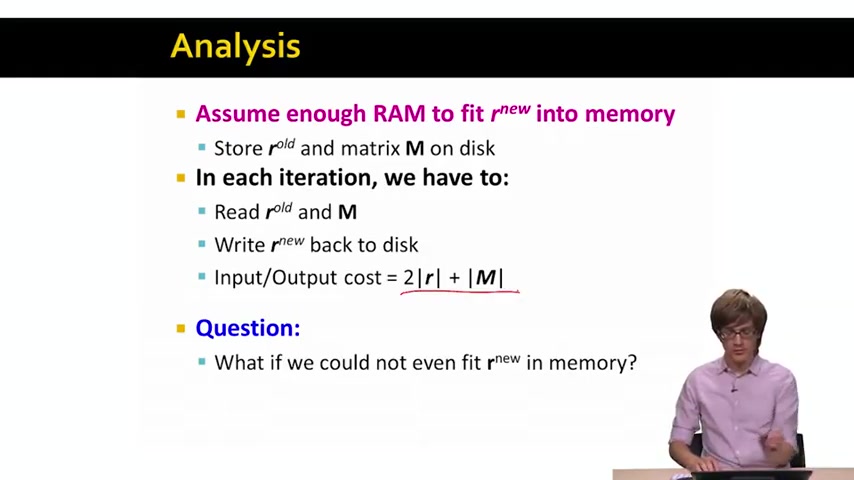 Analysis
Assume enough RAM to fit r^new into memory
Store r^old and matrix M on disk
In each iteration, we have to:
Read r^old and M
Write r^new back to disk
Input/Output cost = 2|r| + |M|
Question:
What if we could not even fit r^new in memory?